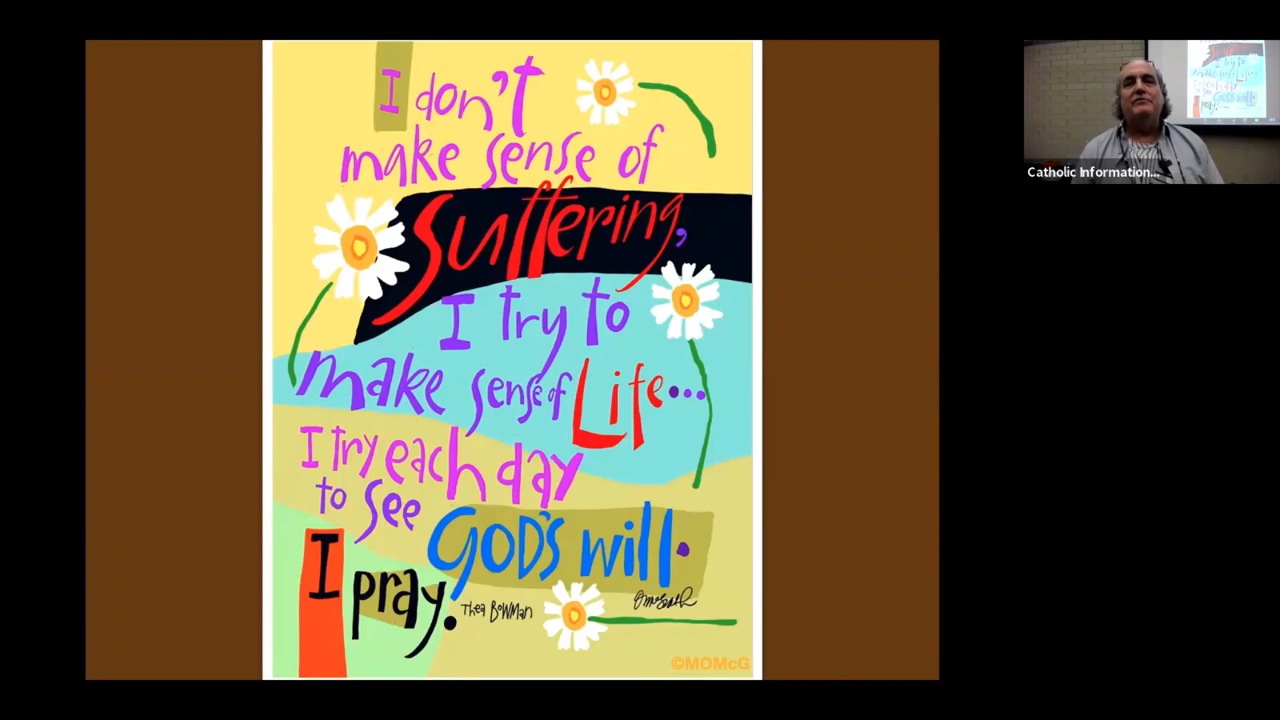 I don't
make sense of
Suffering,
I try to
make sense of Life...
I try each day
to see
GOD'S will.
I pray.
Thea BOWMan
©MOMcG
Catholic Information...